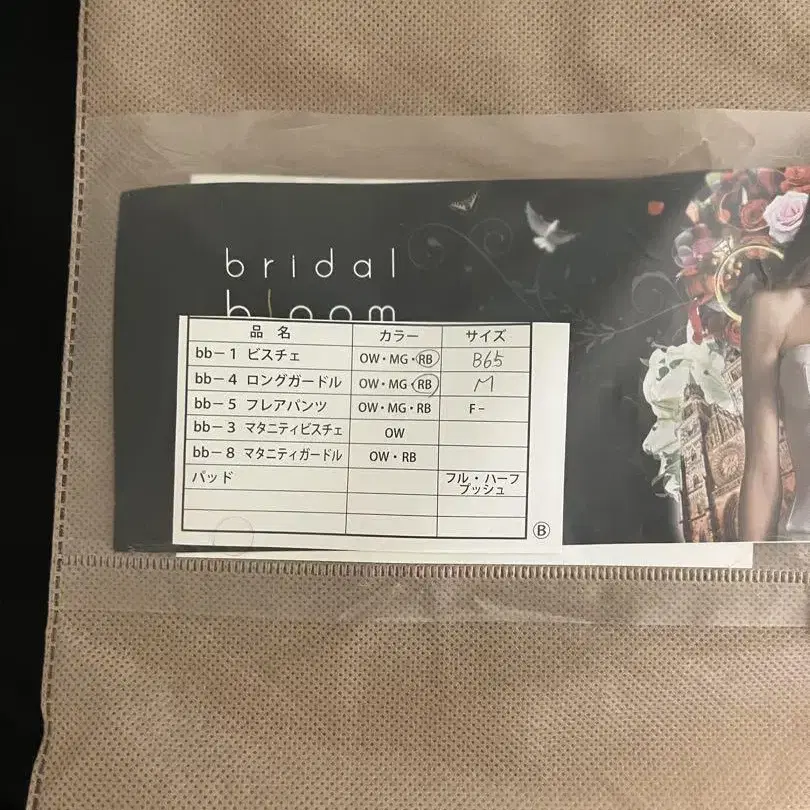 bridal
bloom
品 名 カラー サイズ
bb－1 ビスチェ OW・MG・RB B65
bb－4 ロングガードル OW・MG・RB M
bb－5 フレアパンツ OW・MG・RB F-
bb－3 マタニティビスチェ OW
bb－8 マタニティガードル OW・RB
パッド フル・ハーフ
プッシュ
B